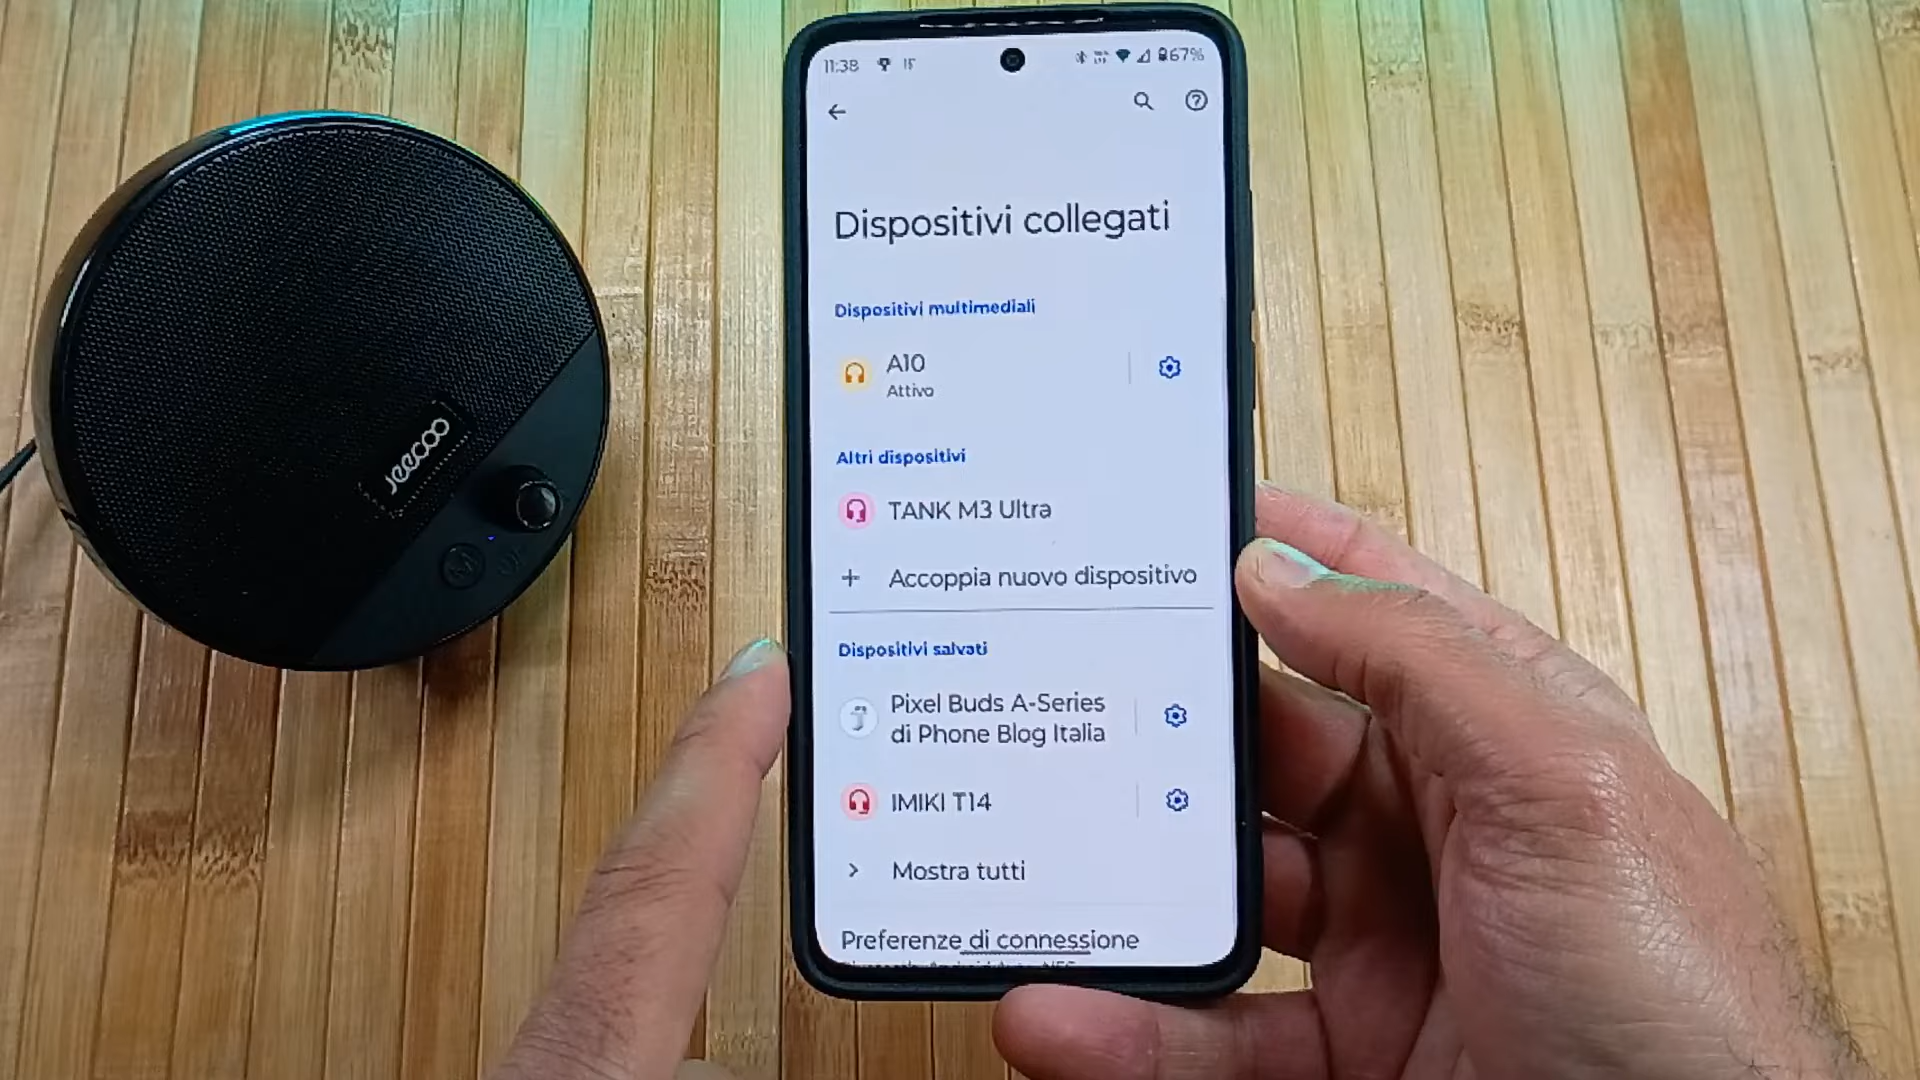 jeecoo
11:38
67%
Dispositivi collegati
Dispositivi multimediali
A10
Attivo
Altri dispositivi
TANK M3 Ultra
+ Accoppia nuovo dispositivo
Dispositivi salvati
Pixel Buds A-Series
di Phone Blog Italia
IMIKI T14
> Mostra tutti
Preferenze di connessione